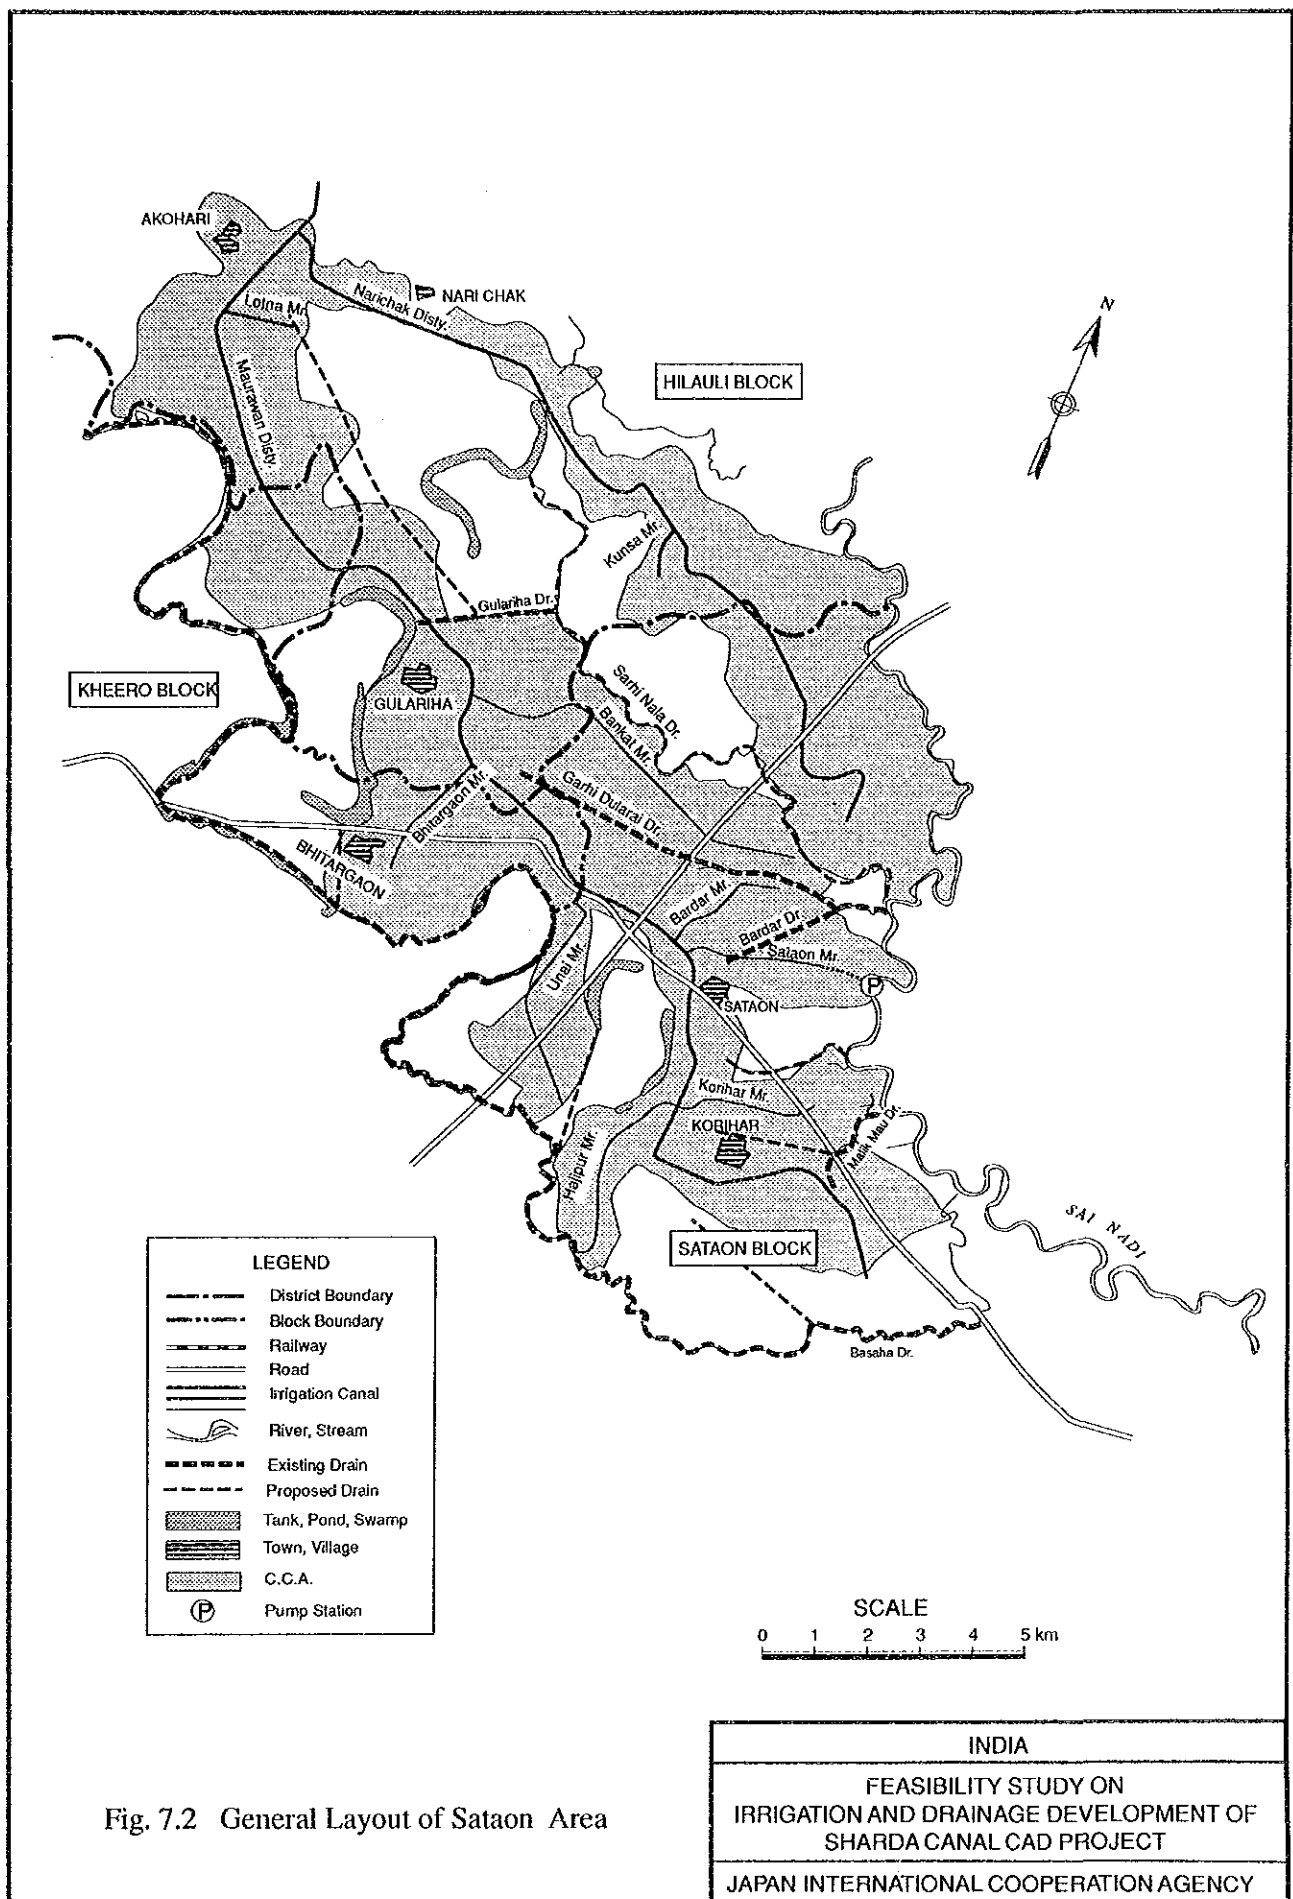 AKOHARI
NARI CHAK
Narichak Disty.
Lotna Mr.
N
HILAULI BLOCK
Maurawan Disty.
Kunsa Mr.
Gulariha Dr.
KHEERO BLOCK
GULARIHA
Sarhi Nala Dr.
Bankat Mr.
Garhi Dularai Dr.
Bhitargaon Mr.
BHITARGAON
Bardar Mr.
Bardar Dr.
Sataon Mr.
Unai Mr.
P
SATAON
Korihar Mr.
KORIHAR
Malik Mau Dr.
Hajipur Mr.
SAI NADI
SATAON BLOCK
Basaha Dr.
LEGEND
District Boundary
Block Boundary
Railway
Road
Irrigation Canal
River, Stream
Existing Drain
Proposed Drain
Tank, Pond, Swamp
Town, Village
C.C.A.
P Pump Station
SCALE
0 1 2 3 4 5 km
Fig. 7.2 General Layout of Sataon Area
INDIA
FEASIBILITY STUDY ON
IRRIGATION AND DRAINAGE DEVELOPMENT OF
SHARDA CANAL CAD PROJECT
JAPAN INTERNATIONAL COOPERATION AGENCY